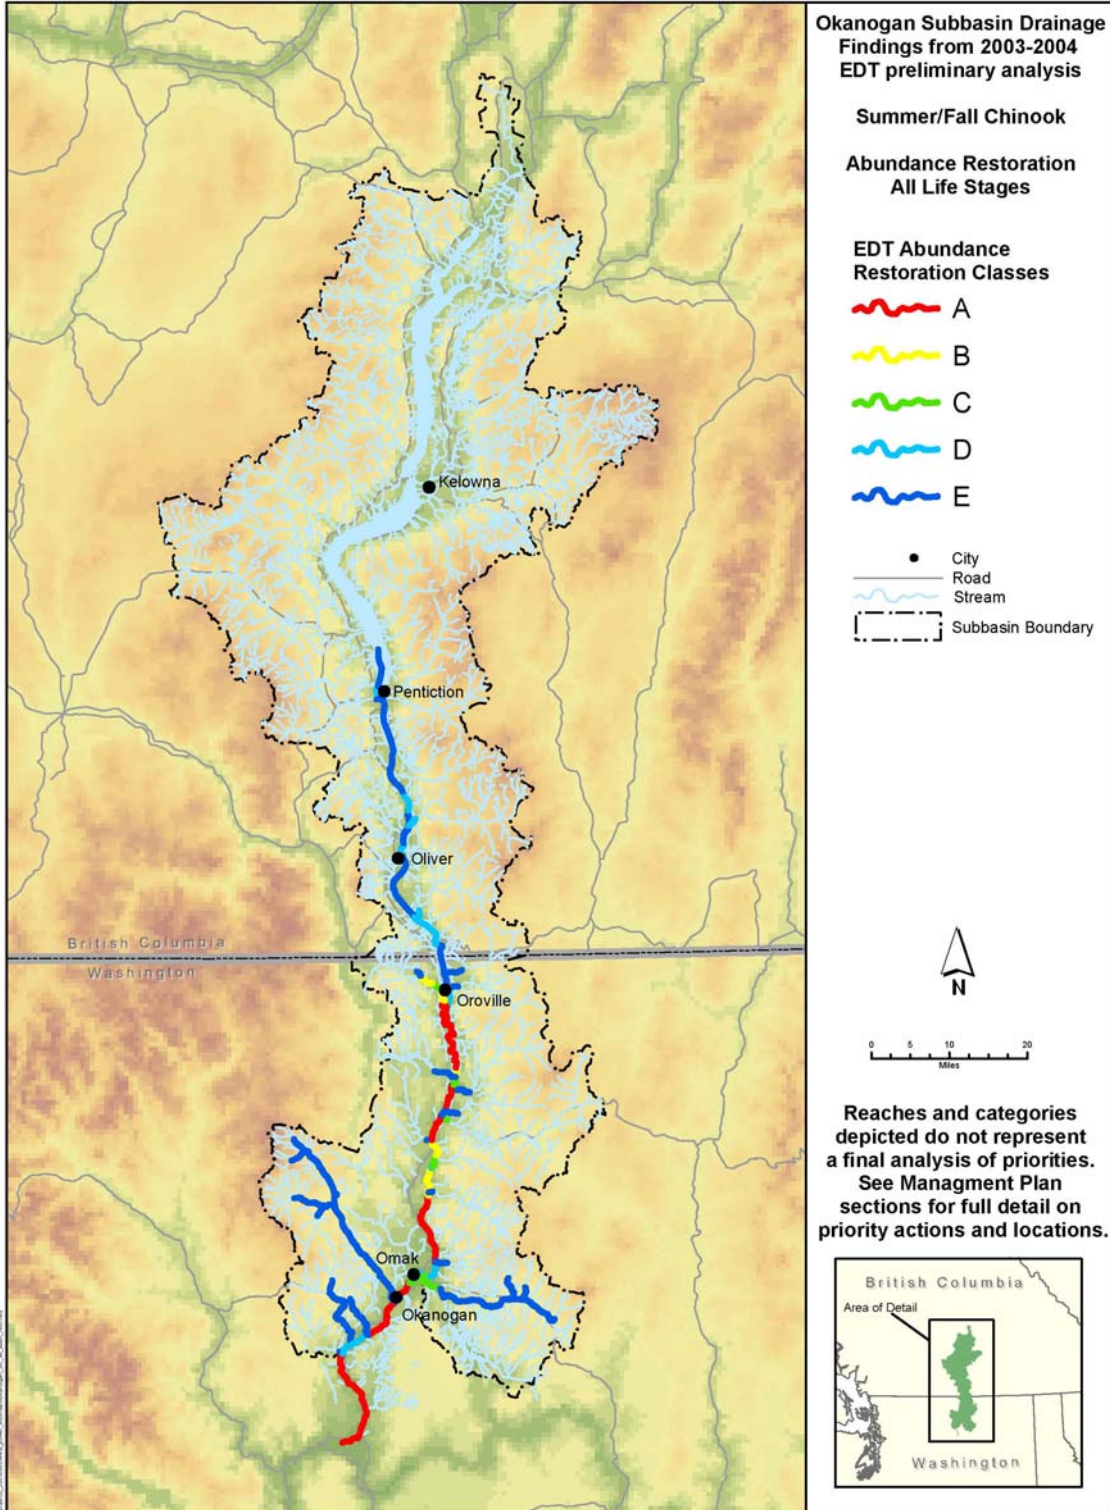 Okanogan Subbasin Drainage
Findings from 2003-2004
EDT preliminary analysis
Summer/Fall Chinook
Abundance Restoration
All Life Stages
EDT Abundance
Restoration Classes
A
B
C
D
E
City
Road
Stream
Subbasin Boundary
Kelowna
Pentiction
Oliver
British Columbia
Washington
Oroville
Omak
Okanogan
N
0 5 10 20
Miles
Reaches and categories
depicted do not represent
a final analysis of priorities.
See Managment Plan
sections for full detail on
priority actions and locations.
British Columbia
Area of Detail
Washington